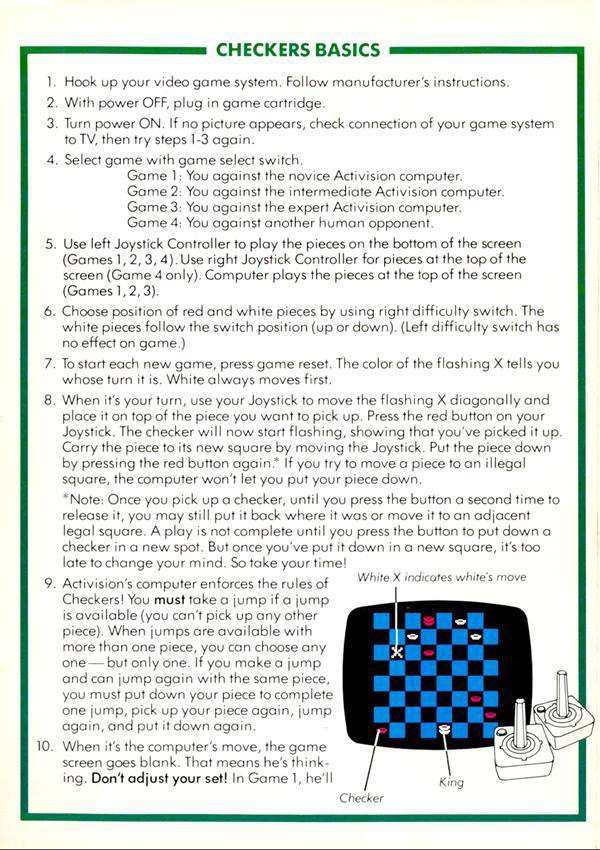 CHECKERS BASICS
1. Hook up your video game system. Follow manufacturer's instructions.
2. With power OFF, plug in game cartridge.
3. Turn power ON. If no picture appears, check connection of your game system
to TV, then try steps 1-3 again.
4. Select game with game select switch.
Game 1: You against the novice Activision computer.
Game 2: You against the intermediate Activision computer.
Game 3: You against the expert Activision computer.
Game 4: You against another human opponent.
5. Use left Joystick Controller to play the pieces on the bottom of the screen
(Games 1, 2, 3, 4). Use right Joystick Controller for pieces at the top of the
screen (Game 4 only). Computer plays the pieces at the top of the screen
(Games 1, 2, 3).
6. Choose position of red and white pieces by using right difficulty switch. The
white pieces follow the switch position (up or down). (Left difficulty switch has
no effect on game.)
7. To start each new game, press game reset. The color of the flashing X tells you
whose turn it is. White always moves first.
8. When it's your turn, use your Joystick to move the flashing X diagonally and
place it on top of the piece you want to pick up. Press the red button on your
Joystick. The checker will now start flashing, showing that you've picked it up.
Carry the piece to its new square by moving the Joystick. Put the piece down
by pressing the red button again.* If you try to move a piece to an illegal
square, the computer won't let you put your piece down.
*Note: Once you pick up a checker, until you press the button a second time to
release it, you may still put it back where it was or move it to an adjacent
legal square. A play is not complete until you press the button to put down a
checker in a new spot. But once you've put it down in a new square, it's too
late to change your mind. So take your time!
9. Activision's computer enforces the rules of
Checkers! You must take a jump if a jump
is available (you can't pick up any other
piece). When jumps are available with
more than one piece, you can choose any
one — but only one. If you make a jump
and can jump again with the same piece,
you must put down your piece to complete
one jump, pick up your piece again, jump
again, and put it down again.
10. When it's the computer's move, the game
screen goes blank. That means he's think-
ing. Don't adjust your set! In Game 1, he'll
White X indicates white's move
King
Checker